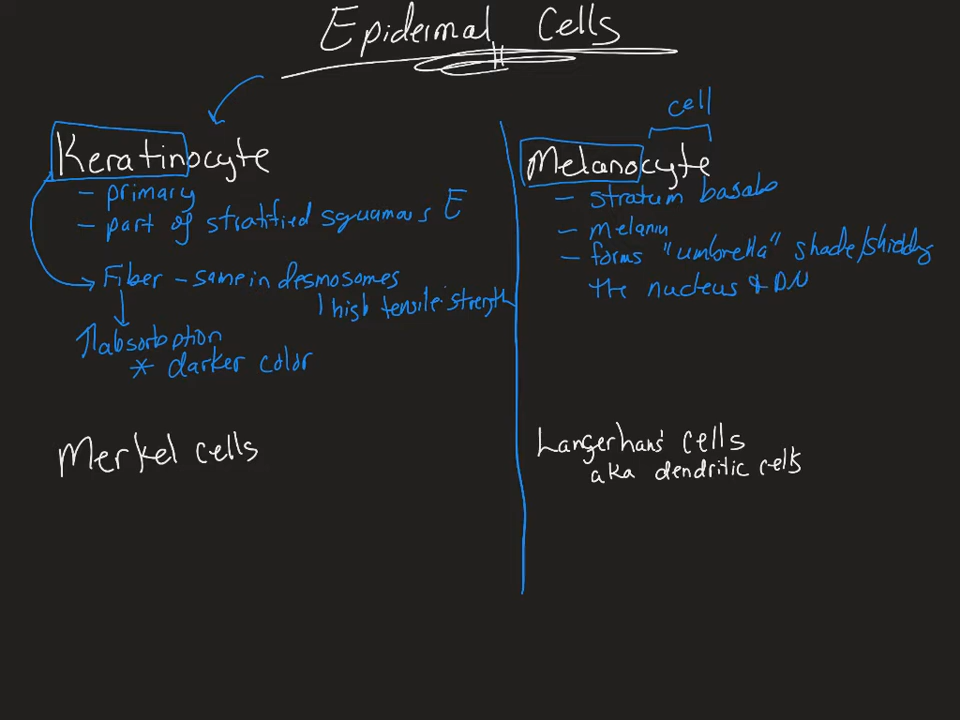 Epidermal Cells
Keratinocyte
- primary
- part of stratified squamous E
Fiber - same in desmosomes
high tensile strength
↑absorbption
* darker color
Merkel cells
cell
Melanocyte
- stratum basale
- melanin
- forms "umbrella" shade/shielding
the nucleus & DN
Langerhans' cells
aka dendritic cells